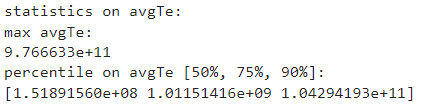 statistics on avgTe:
max avgTe:
9.766633e+11
percentile on avgTe [50%, 75%, 90%]:
[1.51891560e+08 1.01151416e+09 1.04294193e+11]